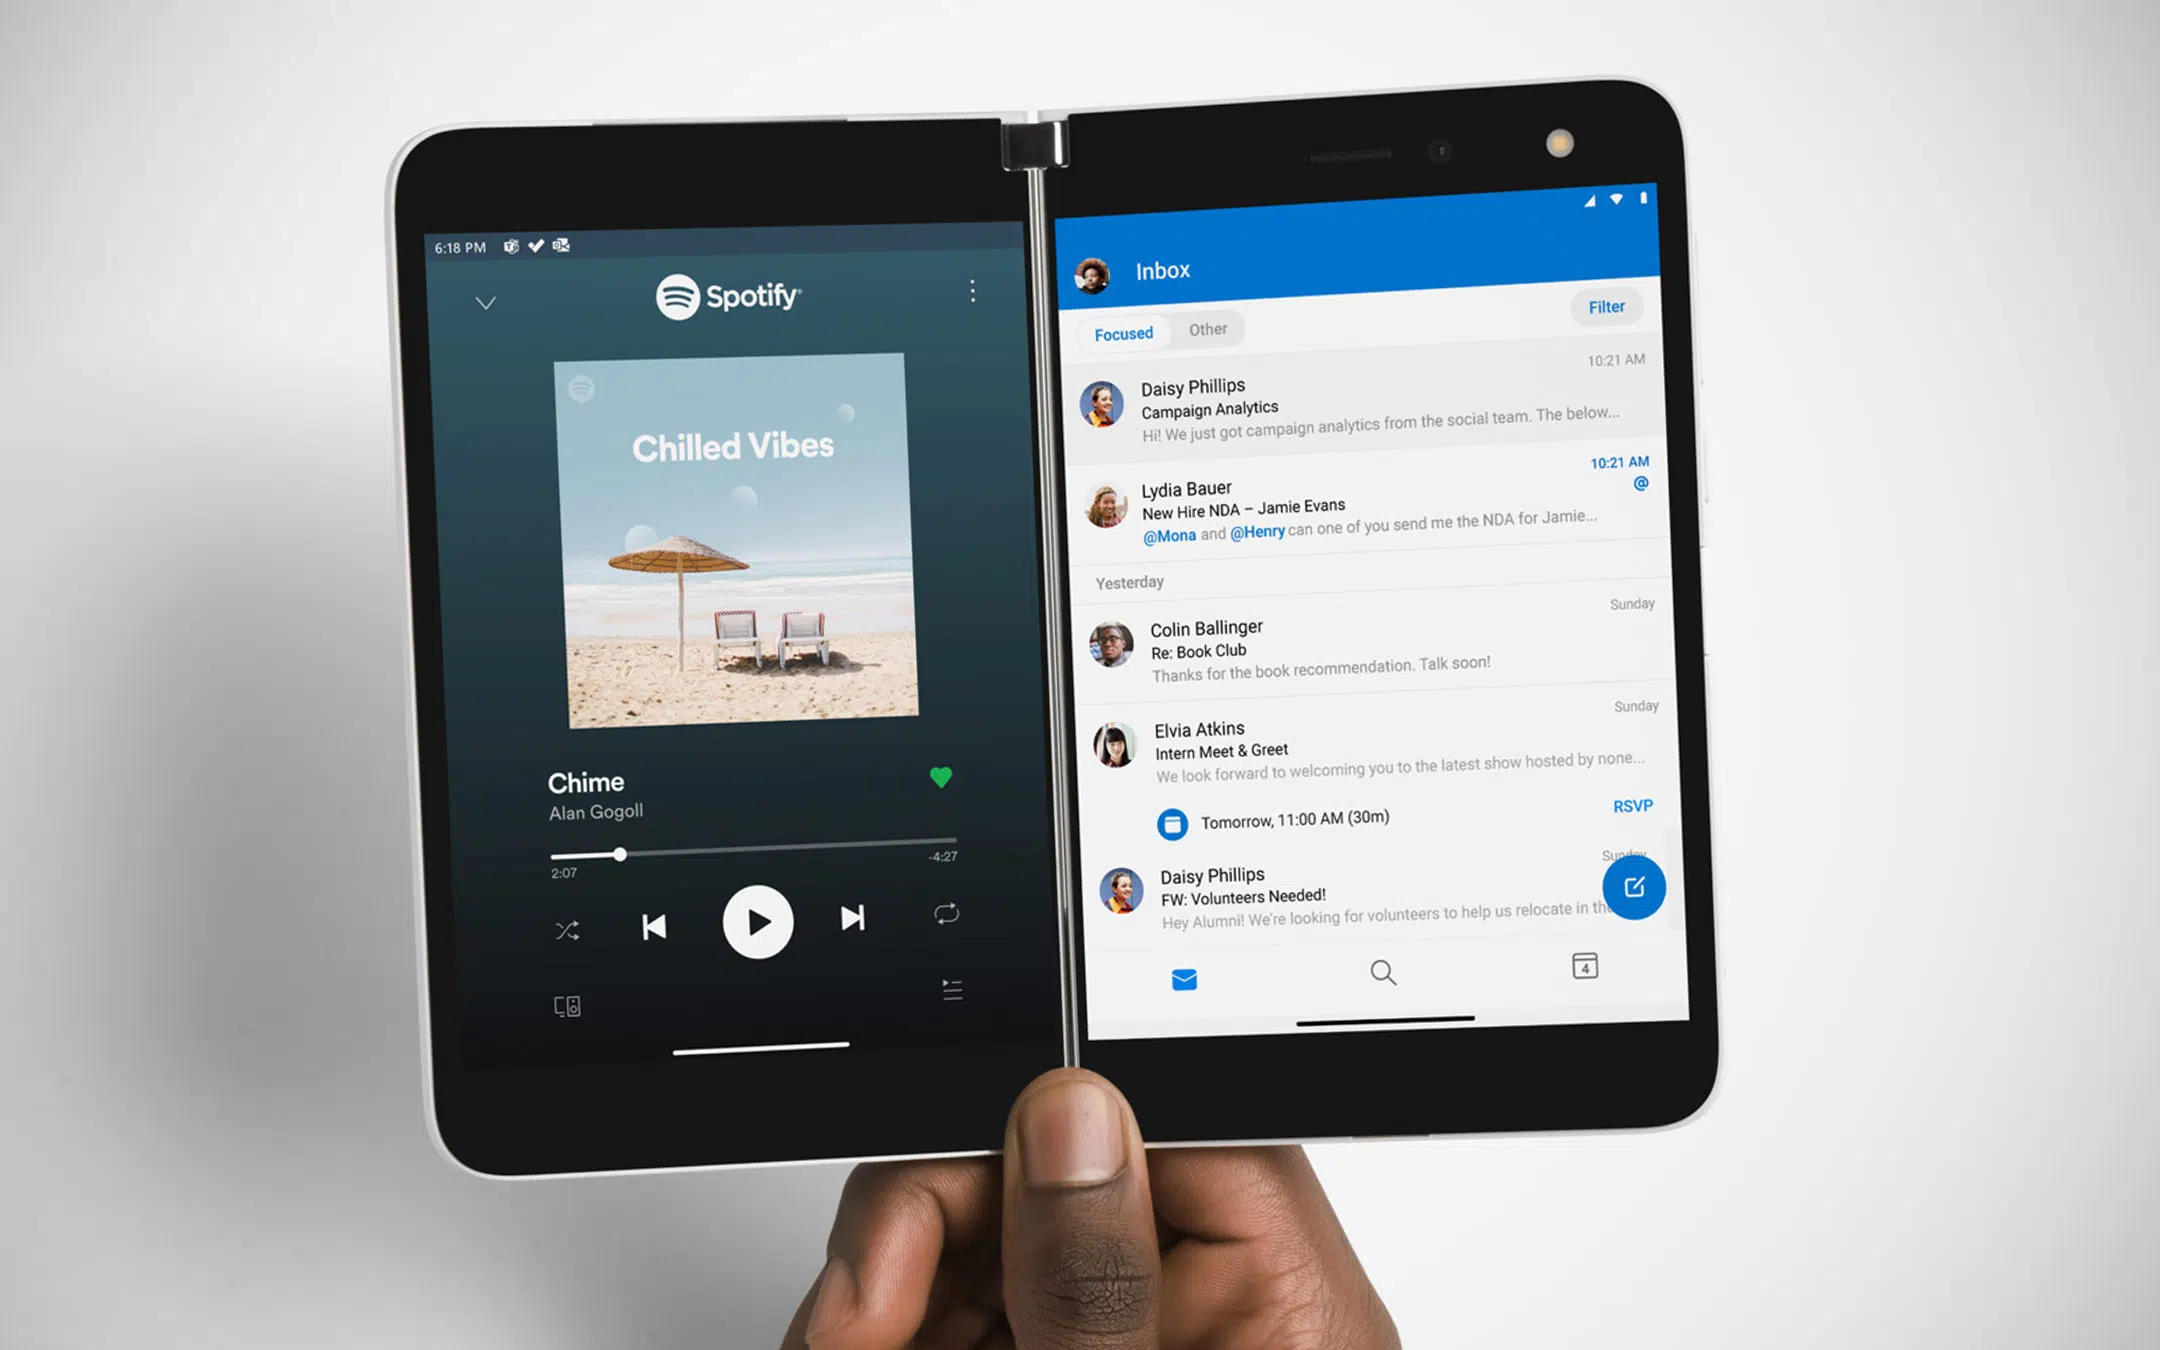 6:18 PM
Spotify
Chilled Vibes
Chime
Alan Gogoll
2:07
-4:27
Inbox
Focused
Other
Filter
Daisy Phillips
10:21 AM
Campaign Analytics
Hi! We just got campaign analytics from the social team. The below...
Lydia Bauer
10:21 AM
New Hire NDA – Jamie Evans
@
@Mona and @Henry can one of you send me the NDA for Jamie...
Yesterday
Colin Ballinger
Sunday
Re: Book Club
Thanks for the book recommendation. Talk soon!
Elvia Atkins
Sunday
Intern Meet & Greet
We look forward to welcoming you to the latest show hosted by none...
Tomorrow, 11:00 AM (30m)
RSVP
Daisy Phillips
Sunday
FW: Volunteers Needed!
Hey Alumni! We're looking for volunteers to help us relocate in
4